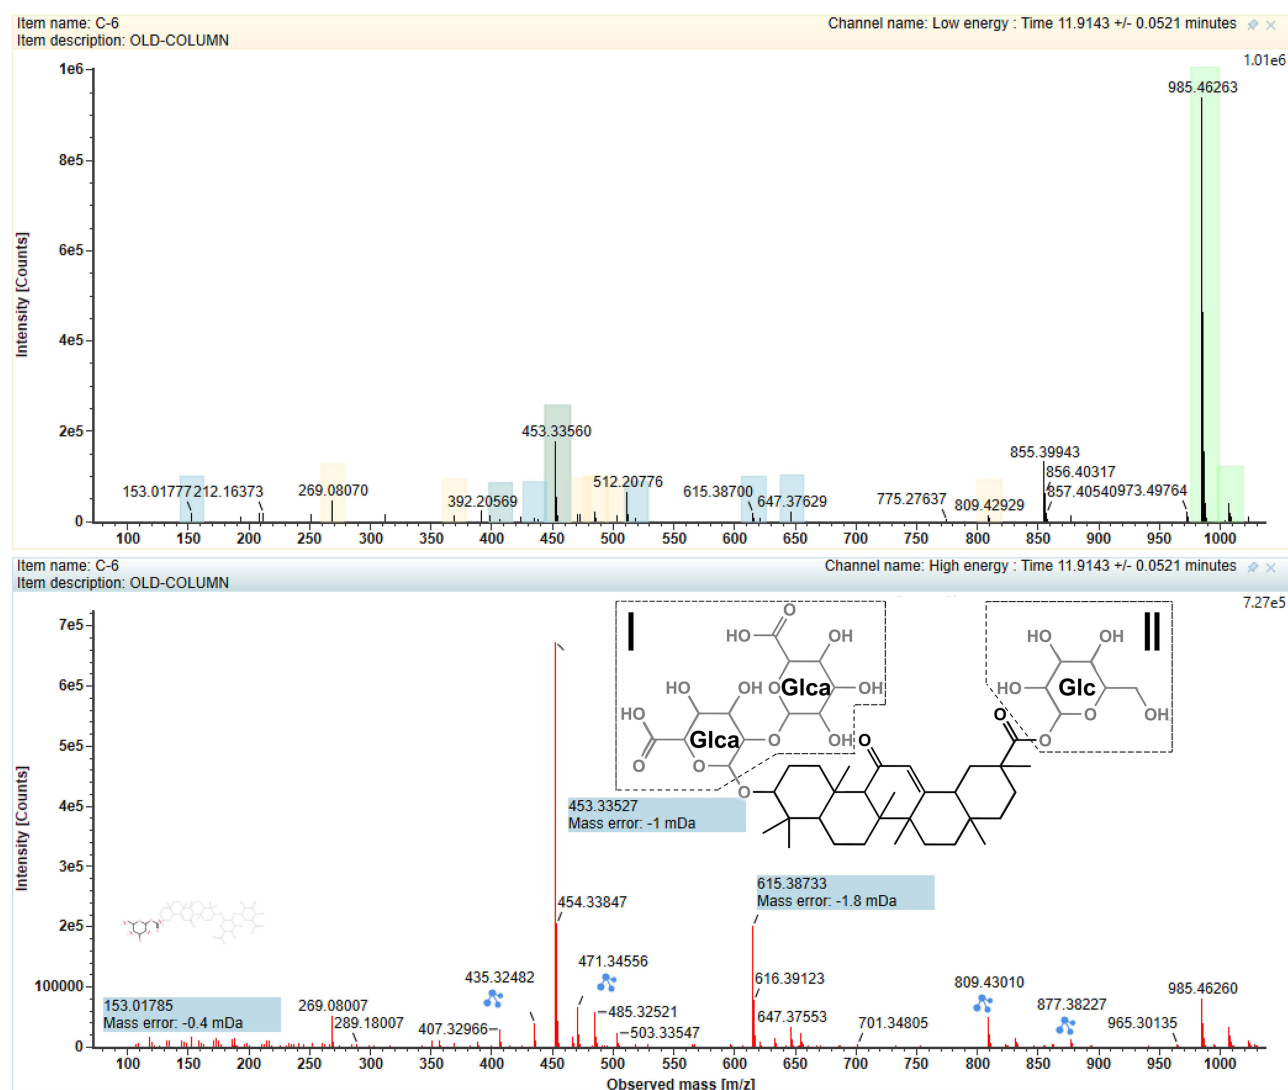 Item name: C-6
Channel name: Low energy : Time 11.9143 +/- 0.0521 minutes
Item description: OLD-COLUMN
1.01e6
1e6
985.46263
8e5
6e5
Intensity [Counts]
4e5
2e5
453.33560
855.39943
856.40317
857.40540
973.49764
153.01777
212.16373
269.08070
392.20569
512.20776
615.38700
647.37629
775.27637
809.42929
0
100 150 200 250 300 350 400 450 500 550 600 650 700 750 800 850 900 950 1000
Item name: C-6
Channel name: High energy : Time 11.9143 +/- 0.0521 minutes
Item description: OLD-COLUMN
7.27e5
7e5
6e5
5e5
4e5
3e5
2e5
100000
0
Intensity [Counts]
I
II
O
HO
OH
O
Glca
OH
HO
OH
HO
O
Glca
O
O
OH
O
HO
OH
HO
Glc
O
OH
O
O
O
453.33527
Mass error: -1 mDa
615.38733
Mass error: -1.8 mDa
454.33847
471.34556
435.32482
616.39123
809.43010
985.46260
877.38227
153.01785
Mass error: -0.4 mDa
269.08007
289.18007
407.32966
485.32521
503.33547
647.37553
701.34805
965.30135
100 150 200 250 300 350 400 450 500 550 600 650 700 750 800 850 900 950 1000
Observed mass [m/z]